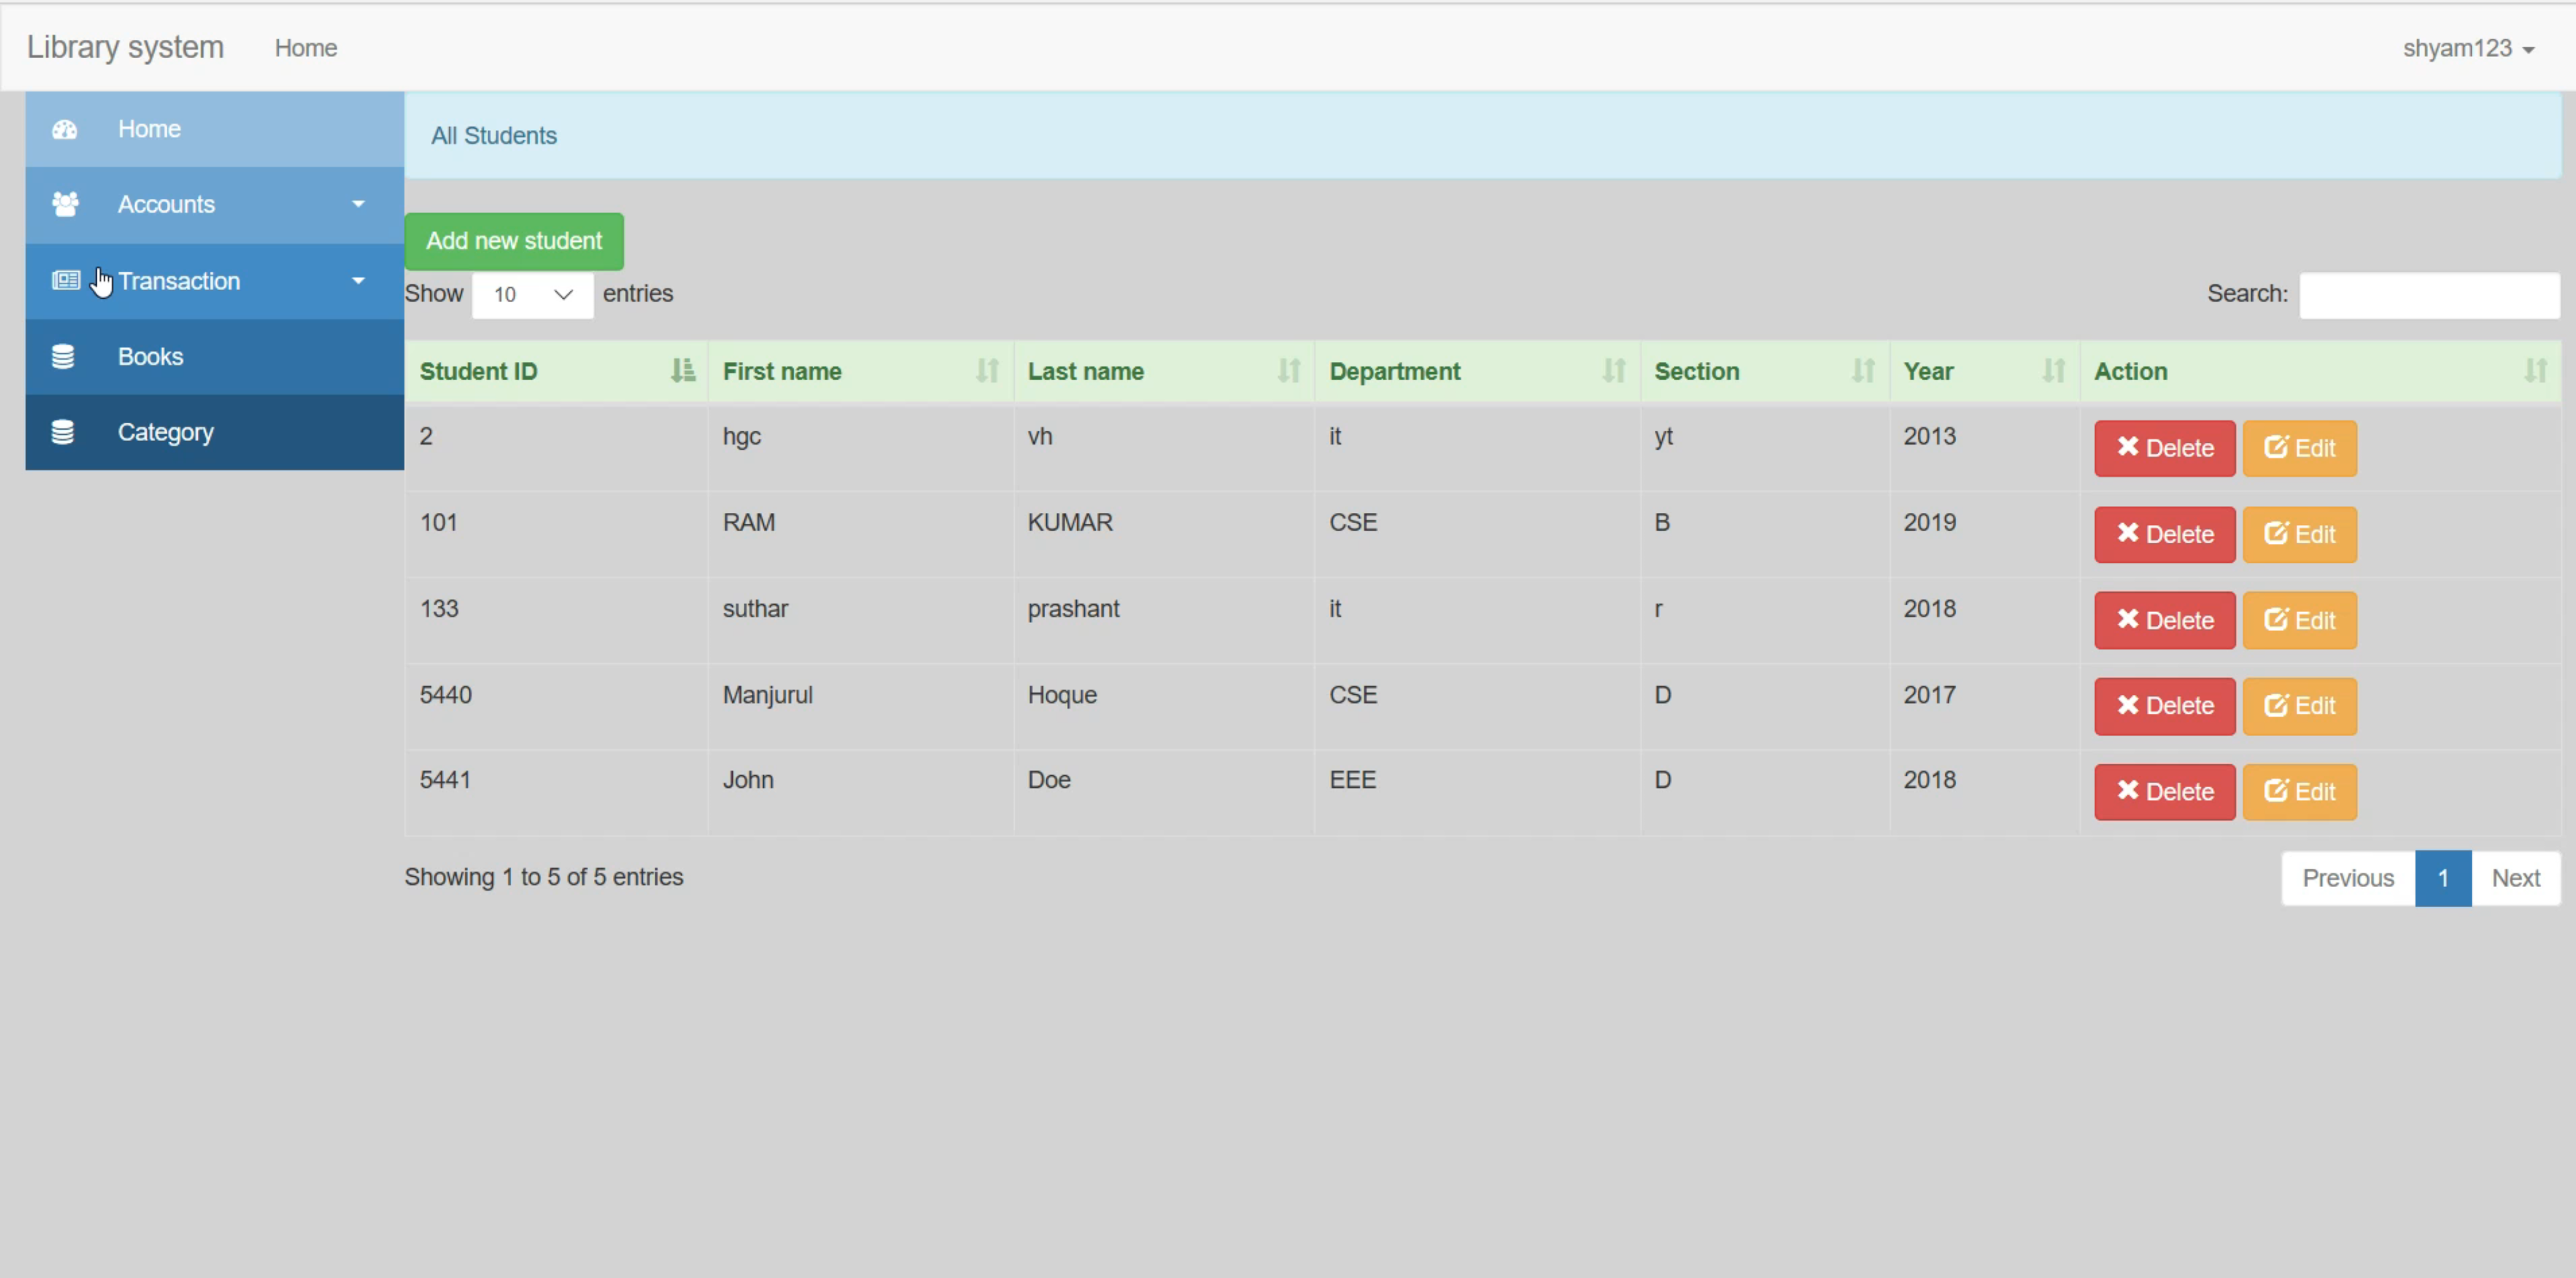 Library system Home shyam123
Home
All Students
Accounts
Add new student
Transaction
Show 10 entries Search:
Books
Student ID First name Last name Department Section Year Action
Category
2 hgc vh it yt 2013 Delete Edit
101 RAM KUMAR CSE B 2019 Delete Edit
133 suthar prashant it r 2018 Delete Edit
5440 Manjurul Hoque CSE D 2017 Delete Edit
5441 John Doe EEE D 2018 Delete Edit
Showing 1 to 5 of 5 entries Previous 1 Next